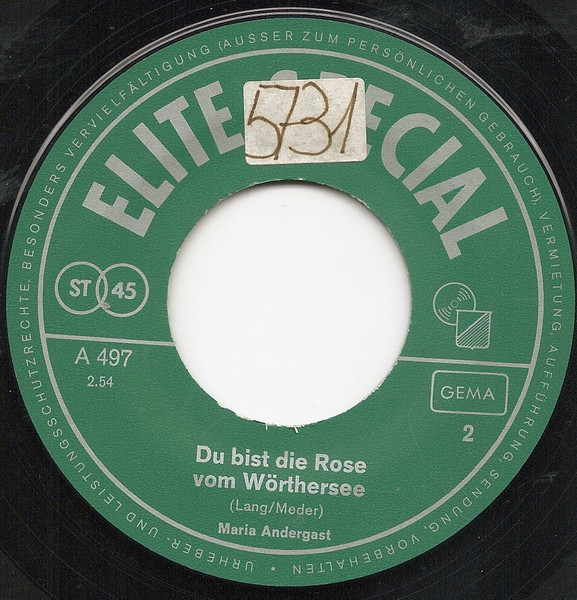 URHEBER- UND LEISTUNGSSCHUTZRECHTE, BESONDERS VERVIELFÄLTIGUNG (AUSSER ZUM PERSÖNLICHEN GEBRAUCH), VERMIETUNG, AUFFÜHRUNG, SENDUNG, VORBEHALTEN ·
ELITE SPECIAL
5731
ST 45
A 497
2.54
GEMA
2
Du bist die Rose
vom Wörthersee
(Lang/Meder)
Maria Andergast